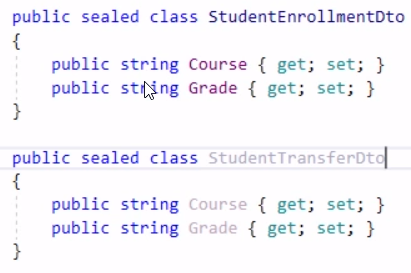 public sealed class StudentEnrollmentDto
{
public string Course { get; set; }
public string Grade { get; set; }
}
public sealed class StudentTransferDto
{
public string Course { get; set; }
public string Grade { get; set; }
}